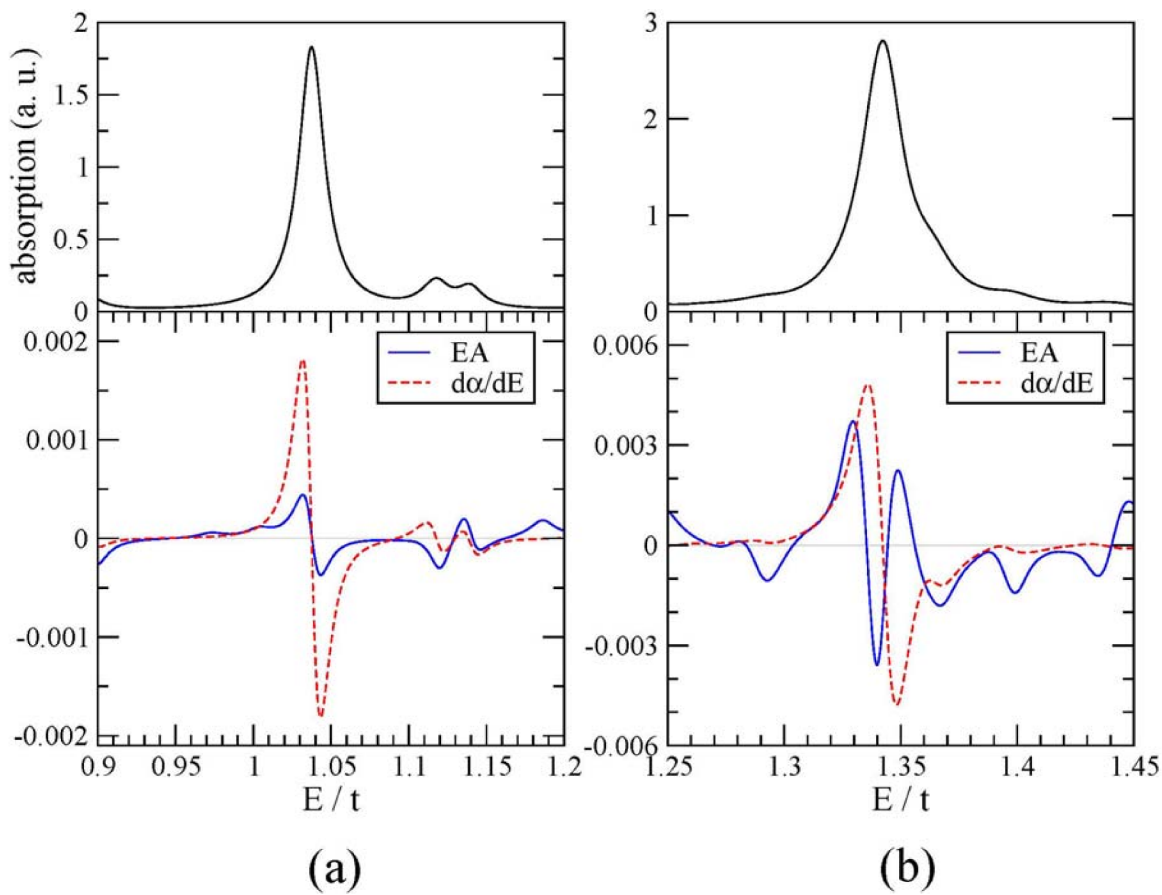 absorption (a. u.)
2
1.5
1
0.5
0
3
2
1
0
0.002
0.001
0
-0.001
-0.002
EA
dα/dE
0.9 0.95 1 1.05 1.1 1.15 1.2
E / t
(a)
0.006
0.003
0
-0.003
-0.006
EA
dα/dE
1.25 1.3 1.35 1.4 1.45
E / t
(b)